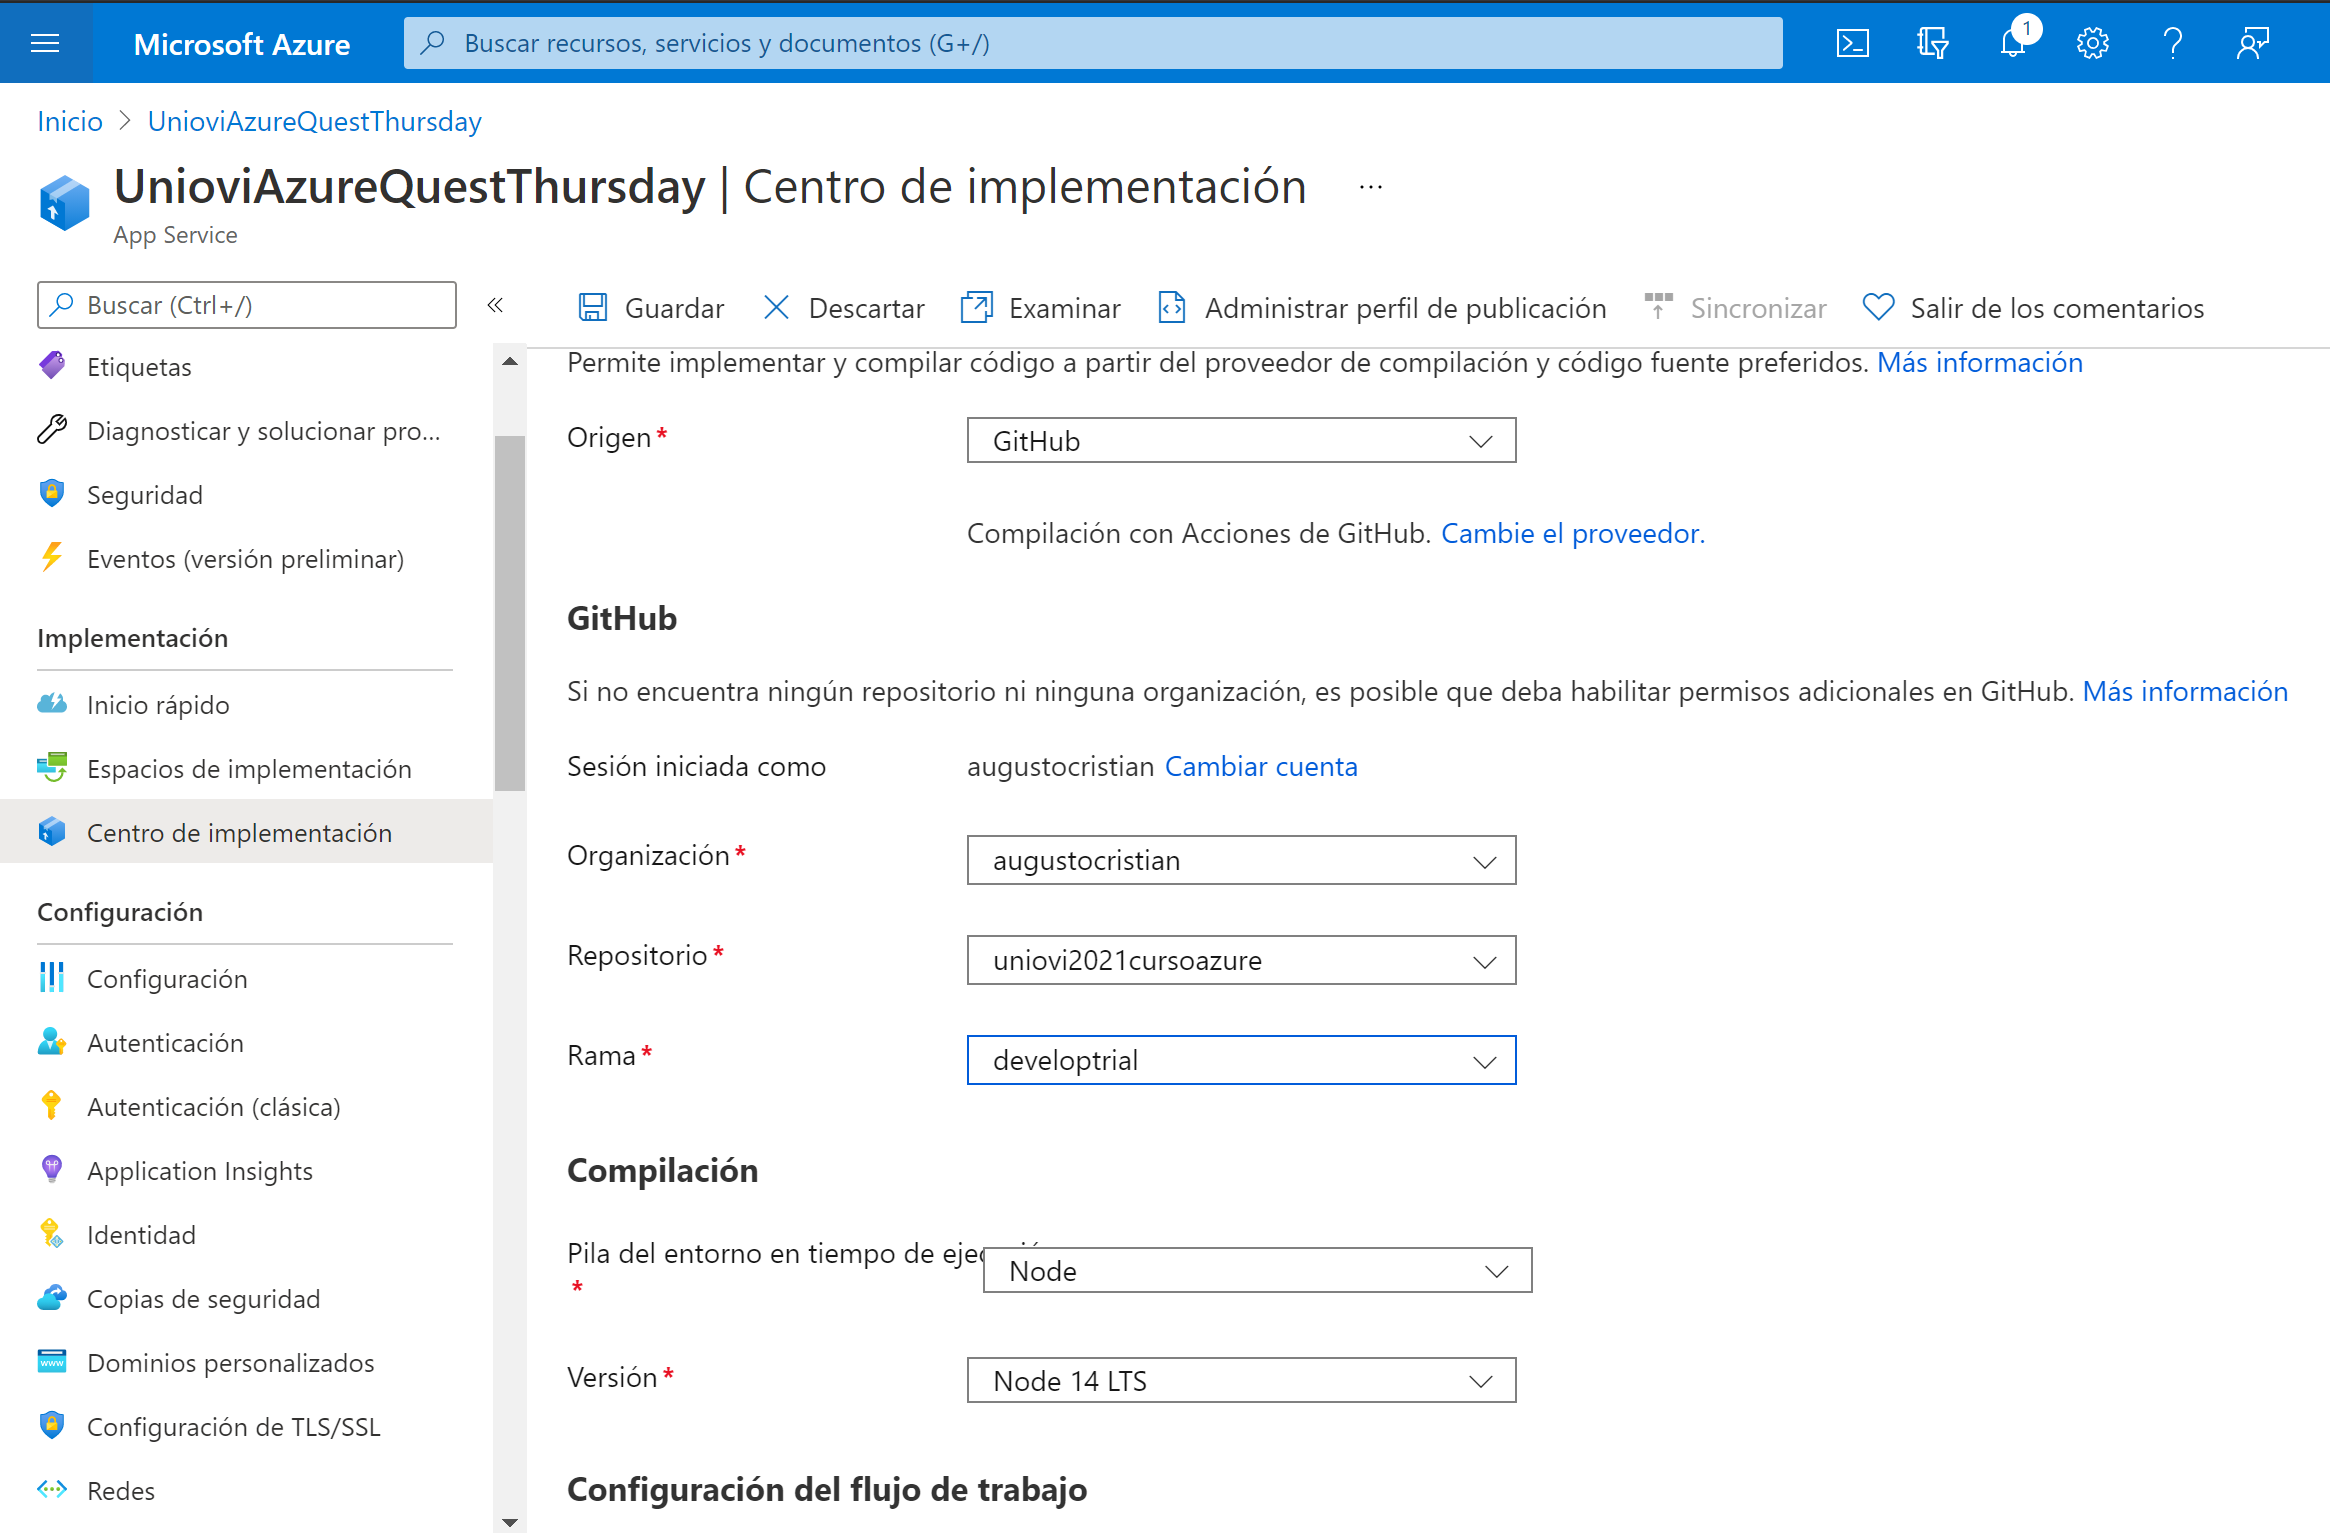 Microsoft Azure
Buscar recursos, servicios y documentos (G+/)
1
Inicio > UnioviAzureQuestThursday
UnioviAzureQuestThursday | Centro de implementación ...
App Service
Buscar (Ctrl+/)
Guardar
Descartar
Examinar
Administrar perfil de publicación
Sincronizar
Salir de los comentarios
Etiquetas
Diagnosticar y solucionar pro...
Seguridad
Eventos (versión preliminar)
Implementación
Inicio rápido
Espacios de implementación
Centro de implementación
Configuración
Configuración
Autenticación
Autenticación (clásica)
Application Insights
Identidad
Copias de seguridad
Dominios personalizados
Configuración de TLS/SSL
Redes
Permite implementar y compilar código a partir del proveedor de compilación y código fuente preferidos. Más información
Origen *
GitHub
Compilación con Acciones de GitHub. Cambie el proveedor.
GitHub
Si no encuentra ningún repositorio ni ninguna organización, es posible que deba habilitar permisos adicionales en GitHub. Más información
Sesión iniciada como
augustocristian Cambiar cuenta
Organización *
augustocristian
Repositorio *
uniovi2021cursoazure
Rama *
developtrial
Compilación
Pila del entorno en tiempo de
*
Node
Versión *
Node 14 LTS
Configuración del flujo de trabajo